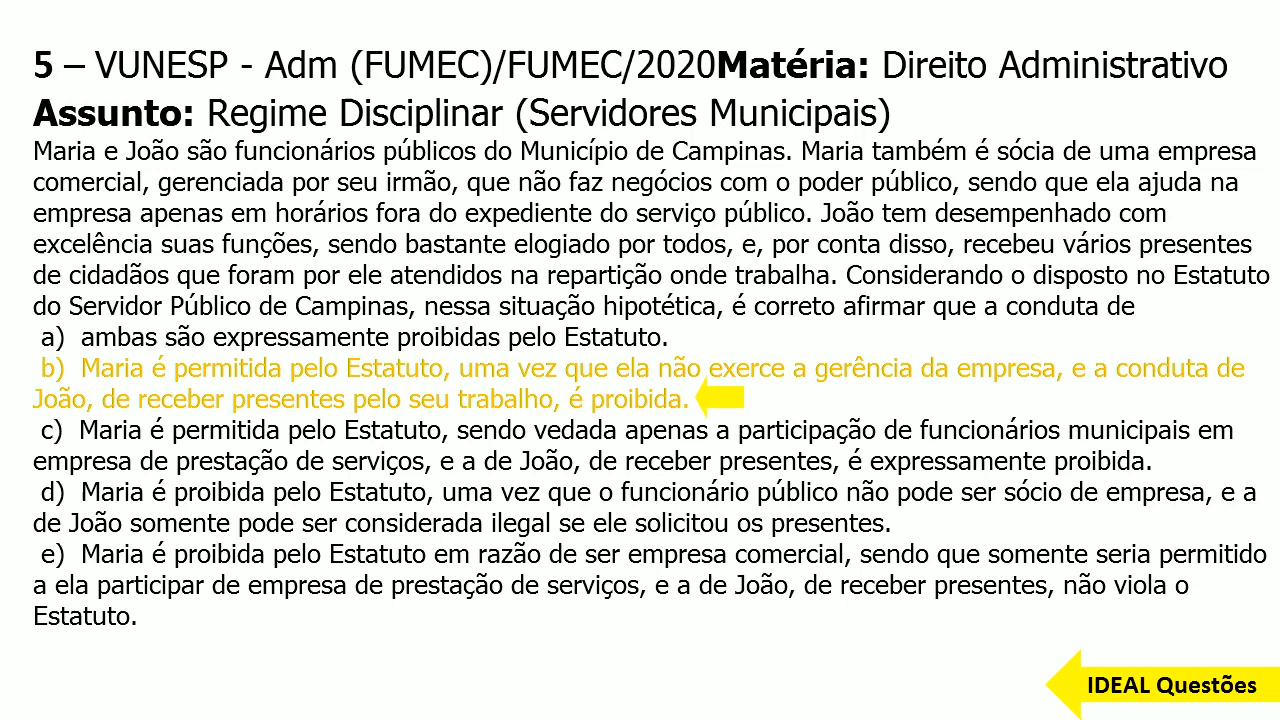 5 – VUNESP - Adm (FUMEC)/FUMEC/2020Matéria: Direito Administrativo
Assunto: Regime Disciplinar (Servidores Municipais)
Maria e João são funcionários públicos do Município de Campinas. Maria também é sócia de uma empresa
comercial, gerenciada por seu irmão, que não faz negócios com o poder público, sendo que ela ajuda na
empresa apenas em horários fora do expediente do serviço público. João tem desempenhado com
excelência suas funções, sendo bastante elogiado por todos, e, por conta disso, recebeu vários presentes
de cidadãos que foram por ele atendidos na repartição onde trabalha. Considerando o disposto no Estatuto
do Servidor Público de Campinas, nessa situação hipotética, é correto afirmar que a conduta de
a) ambas são expressamente proibidas pelo Estatuto.
b) Maria é permitida pelo Estatuto, uma vez que ela não exerce a gerência da empresa, e a conduta de
João, de receber presentes pelo seu trabalho, é proibida.
c) Maria é permitida pelo Estatuto, sendo vedada apenas a participação de funcionários municipais em
empresa de prestação de serviços, e a de João, de receber presentes, é expressamente proibida.
d) Maria é proibida pelo Estatuto, uma vez que o funcionário público não pode ser sócio de empresa, e a
de João somente pode ser considerada ilegal se ele solicitou os presentes.
e) Maria é proibida pelo Estatuto em razão de ser empresa comercial, sendo que somente seria permitido
a ela participar de empresa de prestação de serviços, e a de João, de receber presentes, não viola o
Estatuto.
IDEAL Questões